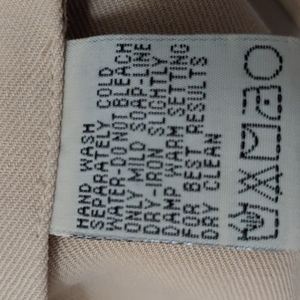 HAND WASH
SEPARATELY COLD
WATER-DO NOT BLEACH
ONLY MILD SOAP-LINE
DRY-IRON SLIGHTLY
DAMP WARM SETTING
FOR BEST RESULTS
DRY CLEAN